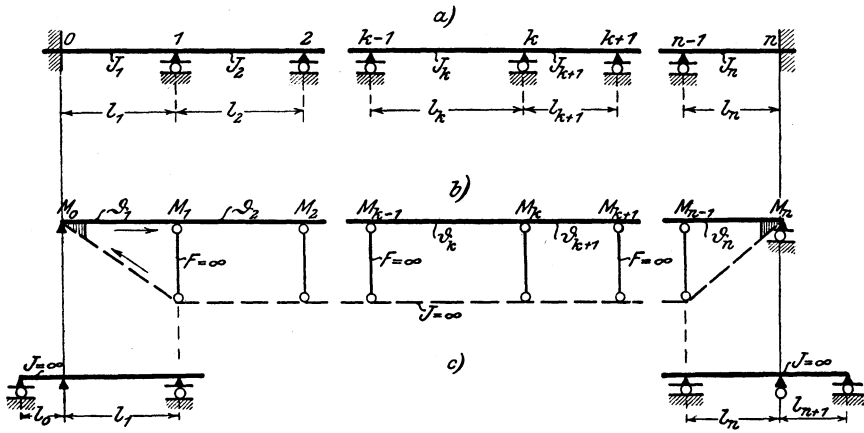 a)
0 1 2 k-1 k k+1 n-1 n
J₁ J₂ Jₖ Jₖ₊₁ Jₙ
l₁ l₂ lₖ lₖ₊₁ lₙ
b)
M₀ ϑ₁ M₁ ϑ₂ M₂ Mₖ₋₁ Mₖ Mₖ₊₁ Mₙ₋₁ Mₙ
ϑₖ ϑₖ₊₁ ϑₙ
F=∞ F=∞ F=∞ F=∞
J=∞
c)
J=∞ J=∞
l₀ l₁ lₙ lₙ₊₁